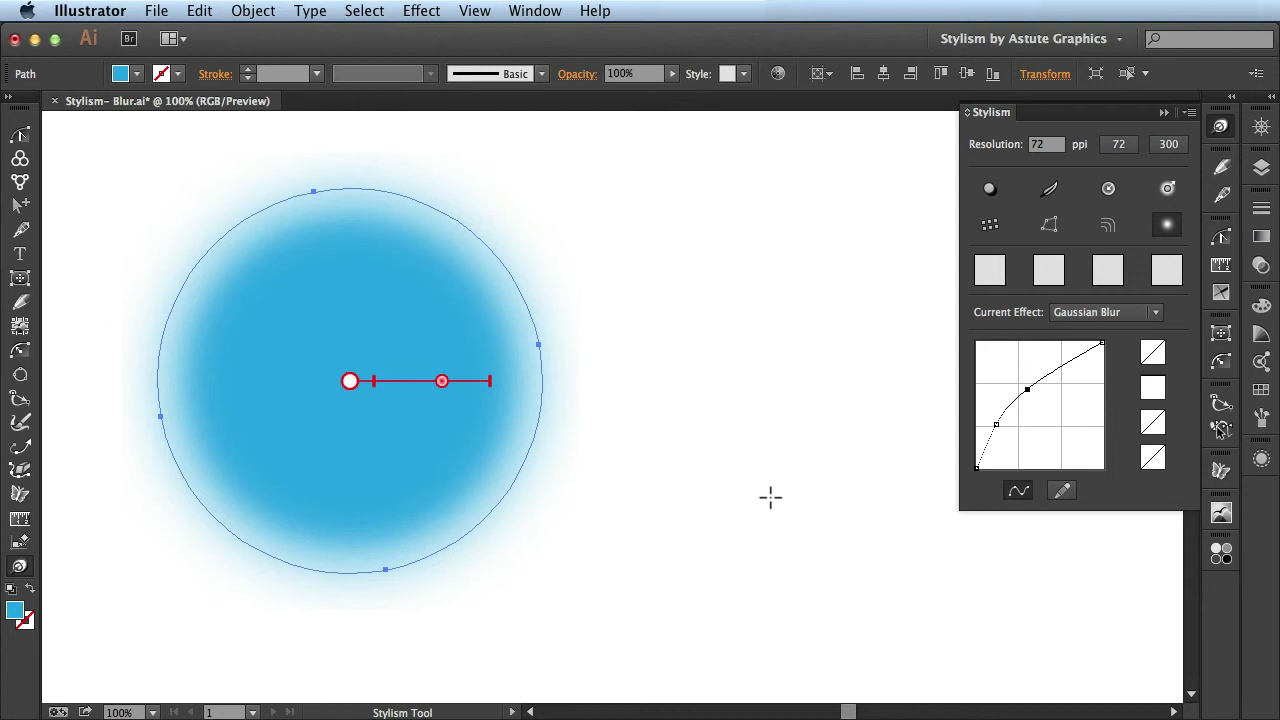 Illustrator File Edit Object Type Select Effect View Window Help
Ai Br Stylism by Astute Graphics
Path Stroke: Basic Opacity: 100% Style: Transform
× Stylism- Blur.ai* @ 100% (RGB/Preview)
Stylism
Resolution: 72 ppi 72 300
T
Current Effect: Gaussian Blur
100% 1 Stylism Tool